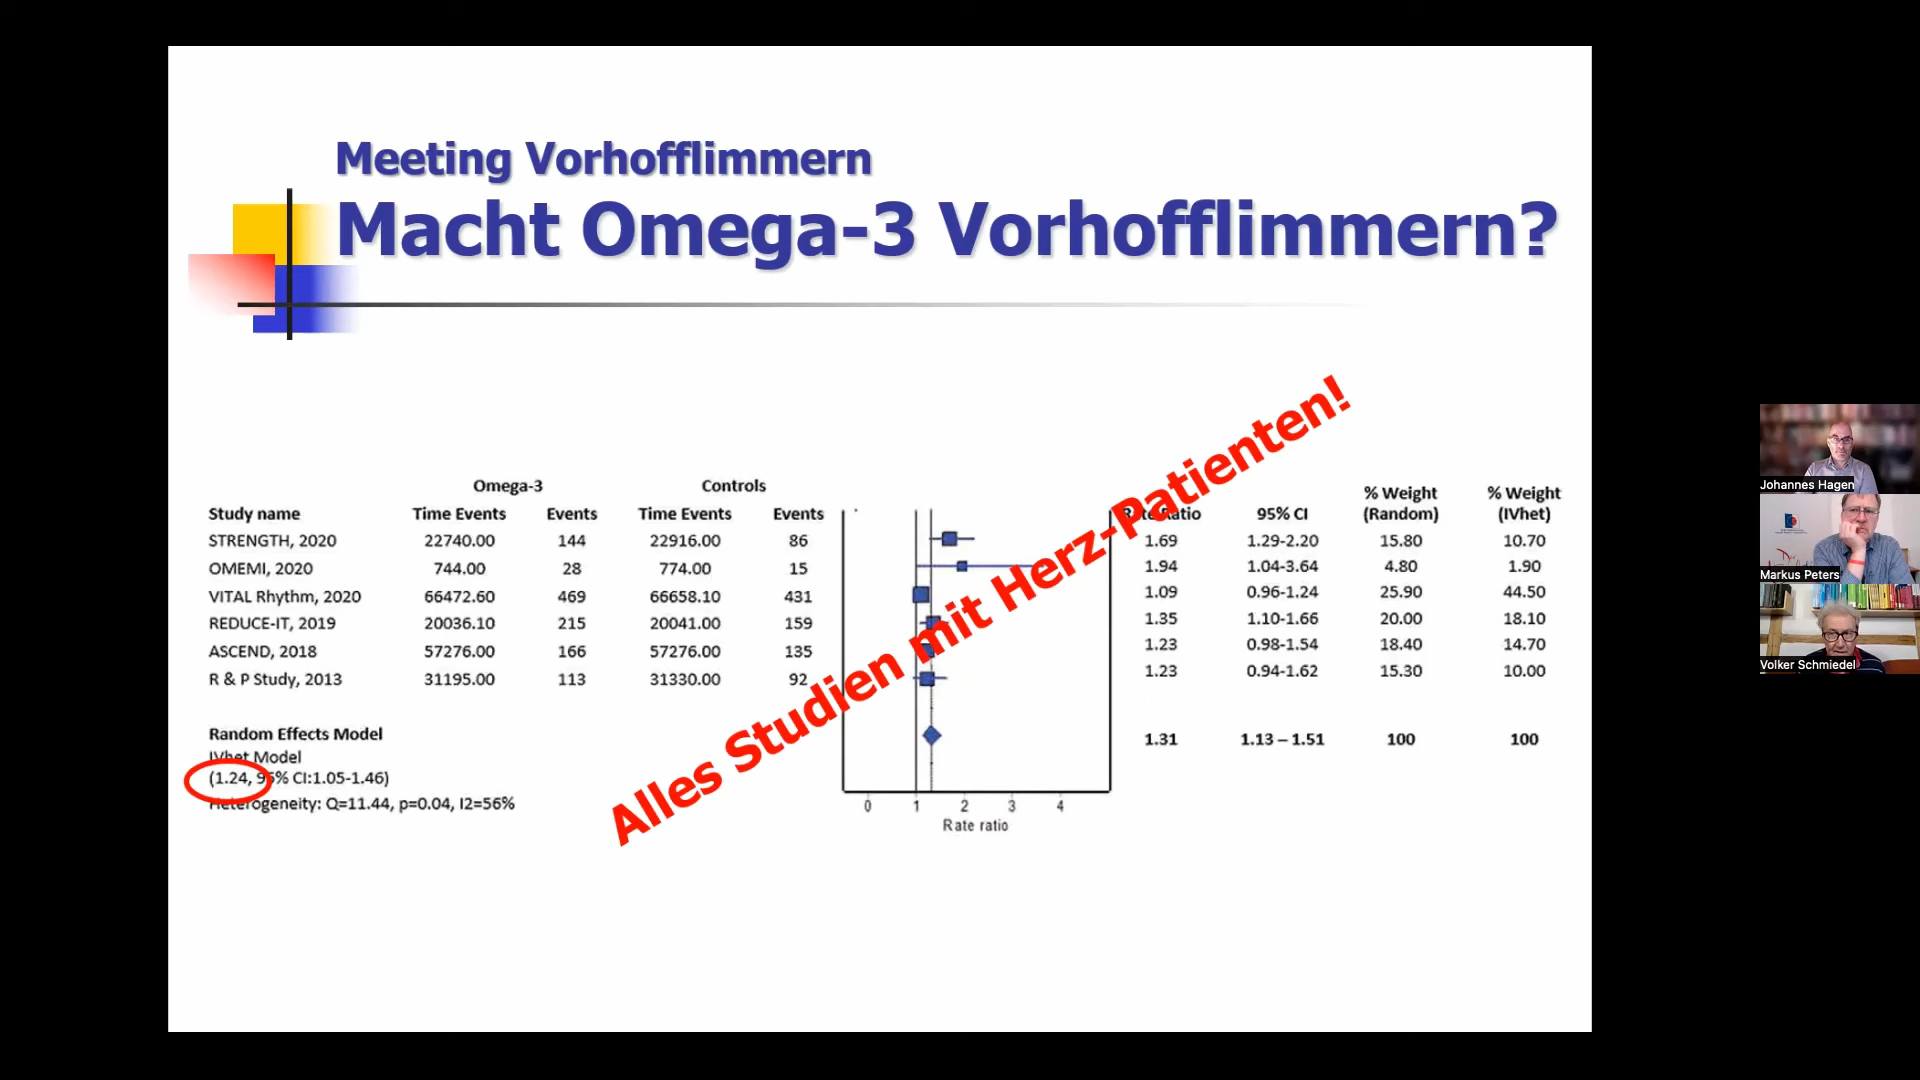 Meeting Vorhofflimmern
Macht Omega-3 Vorhofflimmern?
Alles Studien mit Herz-Patienten!
Omega-3 Controls
Study name Time Events Events Time Events Events Rate Ratio 95% CI % Weight (Random) % Weight (IVhet)
STRENGTH, 2020 22740.00 144 22916.00 86 1.69 1.29-2.20 15.80 10.70
OMEMI, 2020 744.00 28 774.00 15 1.94 1.04-3.64 4.80 1.90
VITAL Rhythm, 2020 66472.60 469 66658.10 431 1.09 0.96-1.24 25.90 44.50
REDUCE-IT, 2019 20036.10 215 20041.00 159 1.35 1.10-1.66 20.00 18.10
ASCEND, 2018 57276.00 166 57276.00 135 1.23 0.98-1.54 18.40 14.70
R & P Study, 2013 31195.00 113 31330.00 92 1.23 0.94-1.62 15.30 10.00
Random Effects Model 1.31 1.13 – 1.51 100 100
IVhet Model
(1.24, 95% CI:1.05-1.46)
Heterogeneity: Q=11.44, p=0.04, I2=56%
0 1 2 3 4
Rate ratio
Johannes Hagen
Markus Peters
Volker Schmiedel